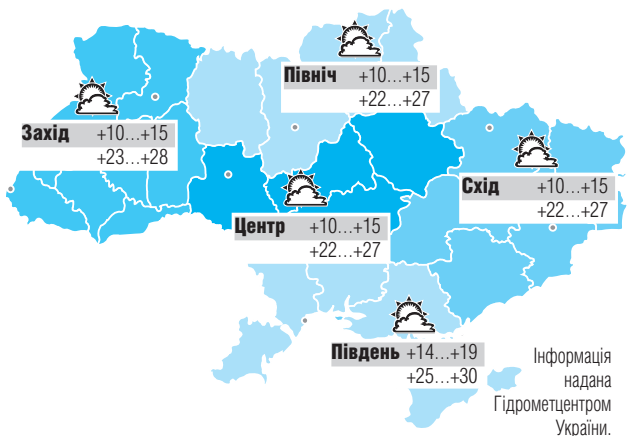 Північ +10...+15
+22...+27
Захід +10...+15
+23...+28
Схід +10...+15
+22...+27
Центр +10...+15
+22...+27
Південь +14...+19
+25...+30
Інформація
надана
Гідрометцентром
України.